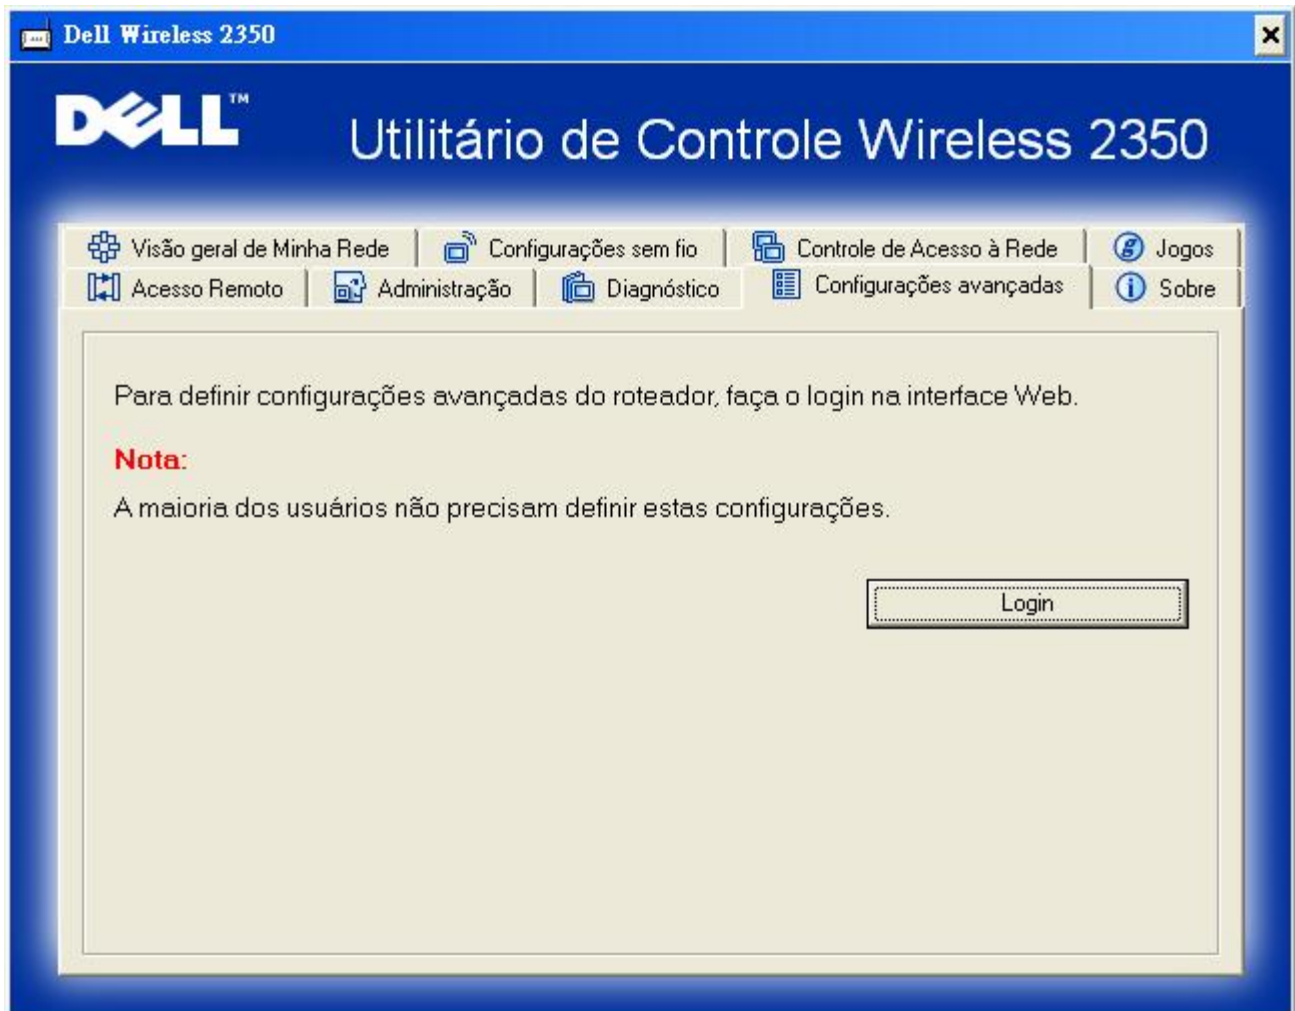 Dell Wireless 2350
DELL™
Utilitário de Controle Wireless 2350
Visão geral de Minha Rede
Configurações sem fio
Controle de Acesso à Rede
Jogos
Acesso Remoto
Administração
Diagnóstico
Configurações avançadas
Sobre
Para definir configurações avançadas do roteador, faça o login na interface Web.
Nota:
A maioria dos usuários não precisam definir estas configurações.
Login